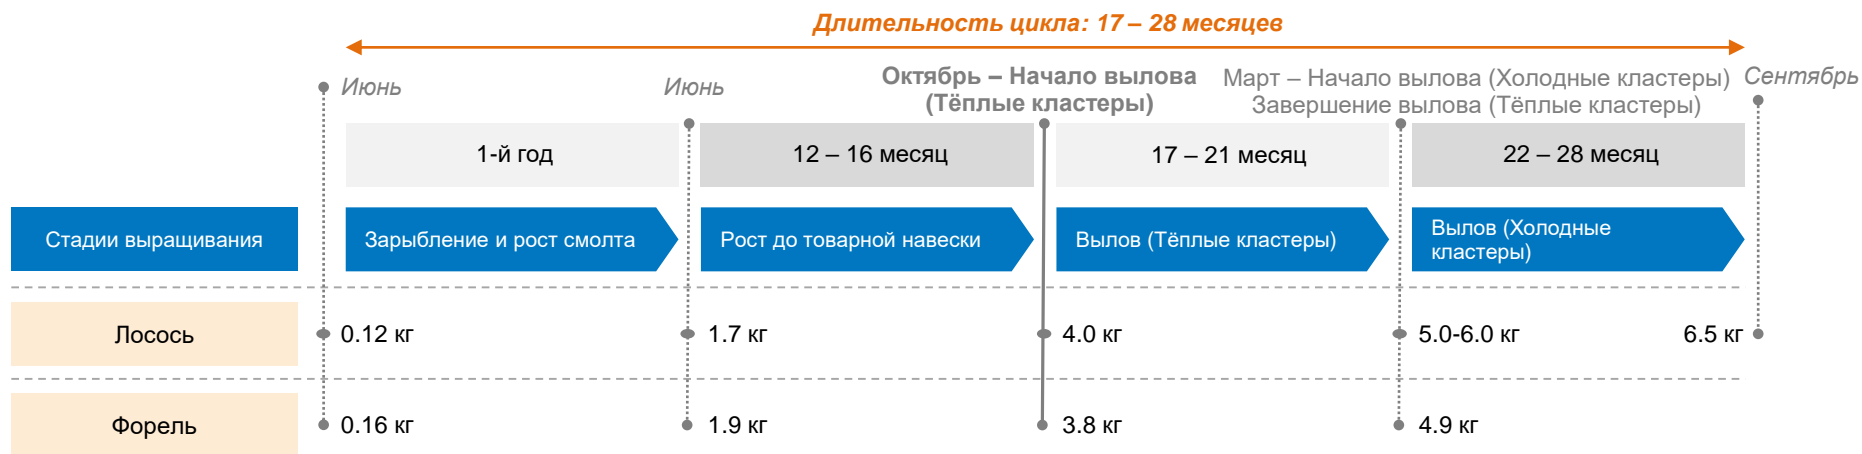 Длительность цикла: 17 – 28 месяцев
Июнь
Июнь
Октябрь – Начало вылова
(Тёплые кластеры)
Март – Начало вылова (Холодные кластеры)
Завершение вылова (Тёплые кластеры)
Сентябрь
1-й год
12 – 16 месяц
17 – 21 месяц
22 – 28 месяц
Стадии выращивания
Зарыбление и рост смолта
Рост до товарной навески
Вылов (Тёплые кластеры)
Вылов (Холодные
кластеры)
Лосось
0.12 кг
1.7 кг
4.0 кг
5.0-6.0 кг
6.5 кг
Форель
0.16 кг
1.9 кг
3.8 кг
4.9 кг